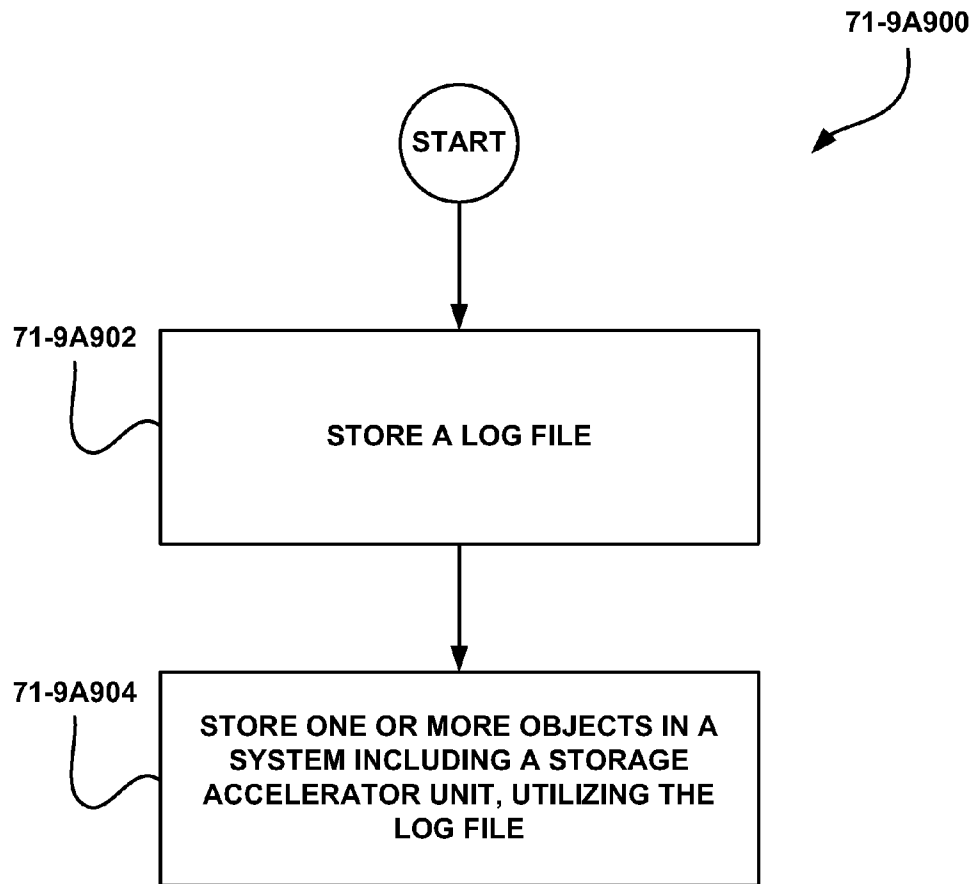 71-9A900
START
71-9A902
STORE A LOG FILE
71-9A904
STORE ONE OR MORE OBJECTS IN A
SYSTEM INCLUDING A STORAGE
ACCELERATOR UNIT, UTILIZING THE
LOG FILE